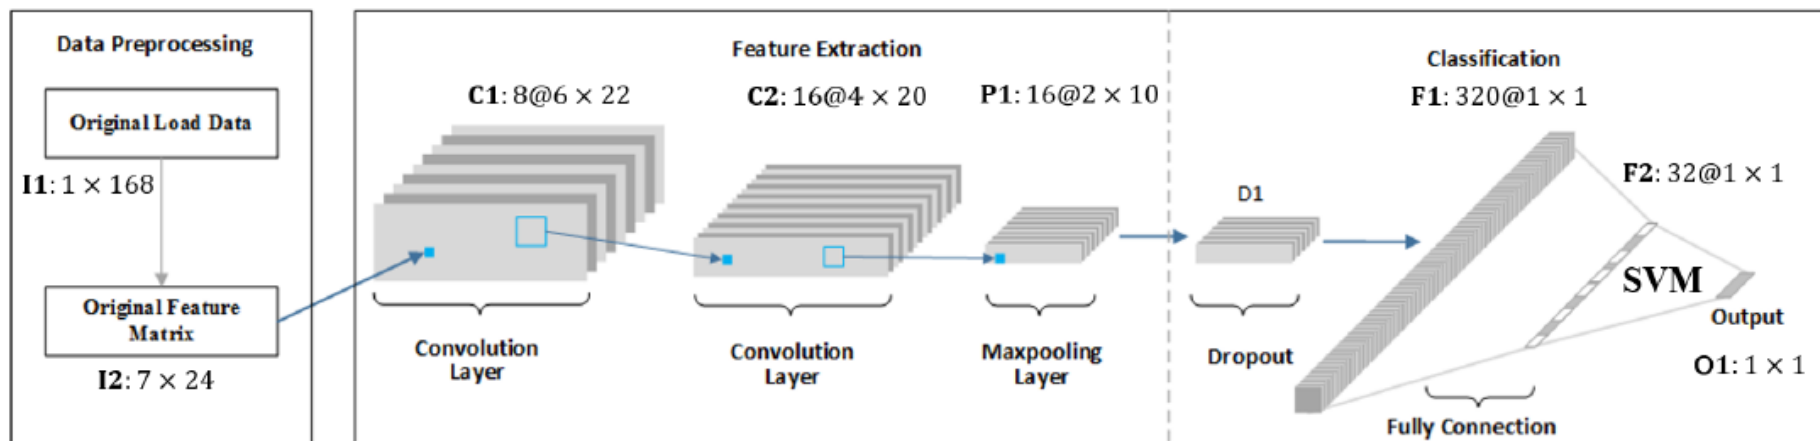 Data Preprocessing
Original Load Data
I1: 1 × 168
Original Feature
Matrix
I2: 7 × 24
Feature Extraction
C1: 8@6 × 22
C2: 16@4 × 20
P1: 16@2 × 10
Convolution
Layer
Convolution
Layer
Maxpooling
Layer
Classification
F1: 320@1 × 1
D1
F2: 32@1 × 1
SVM
Dropout
Output
O1: 1 × 1
Fully Connection